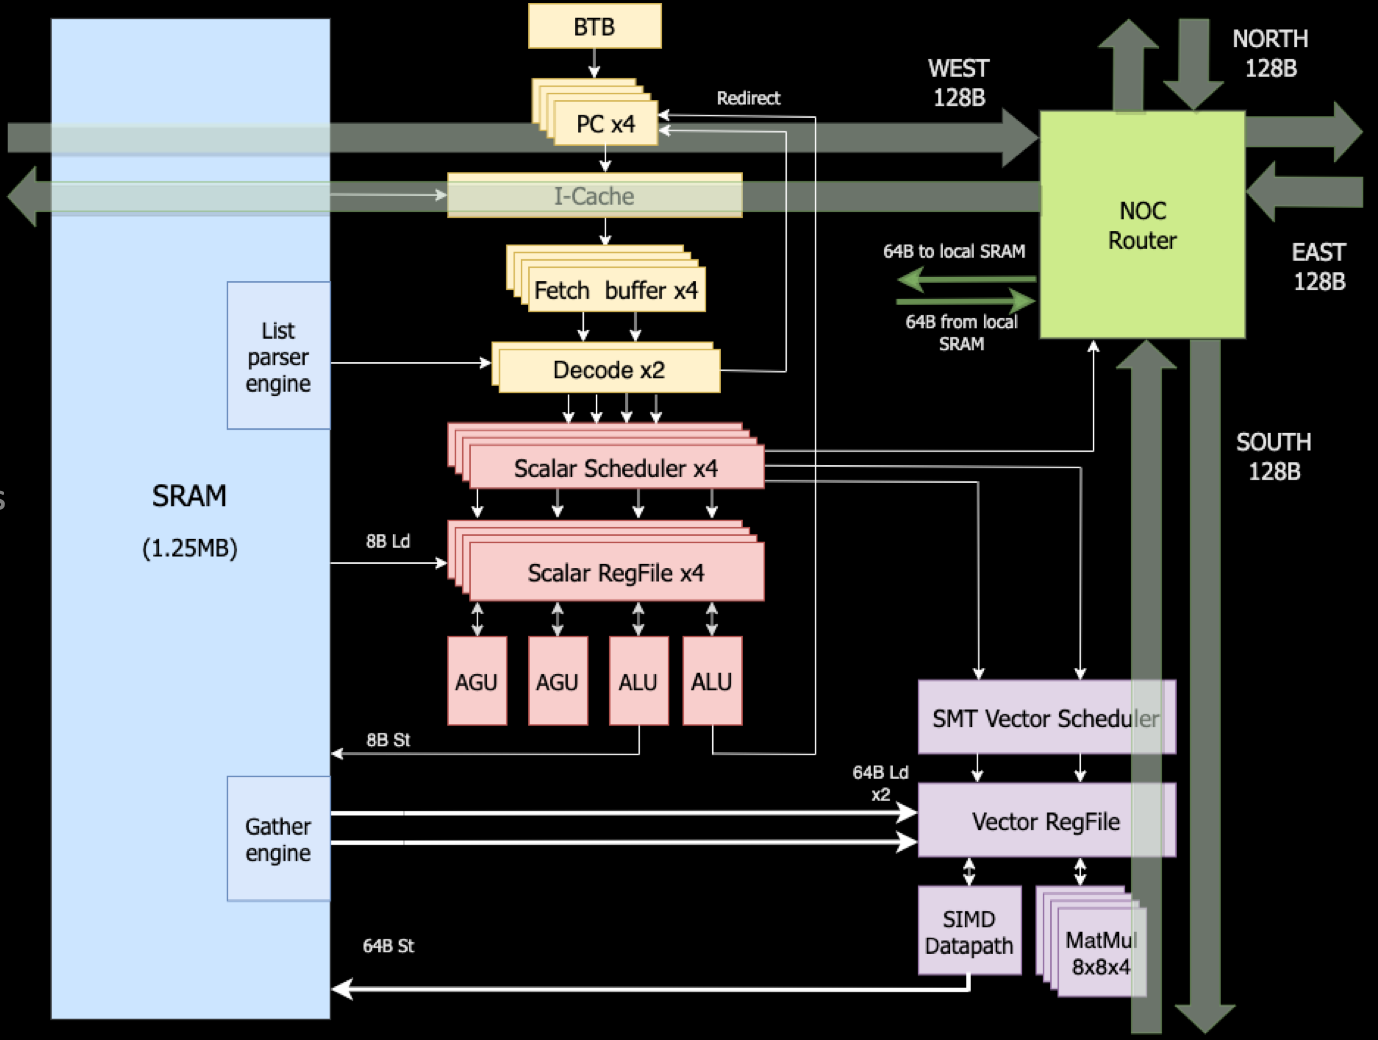 BTB
PC x4
Redirect
WEST
128B
NORTH
128B
I-Cache
NOC
Router
64B to local SRAM
64B from local
SRAM
EAST
128B
Fetch buffer x4
List
parser
engine
Decode x2
SOUTH
128B
Scalar Scheduler x4
SRAM
(1.25MB)
s
8B Ld
Scalar RegFile x4
AGU
AGU
ALU
ALU
8B St
SMT Vector Scheduler
64B Ld
x2
Gather
engine
Vector RegFile
SIMD
Datapath
MatMul
8x8x4
64B St